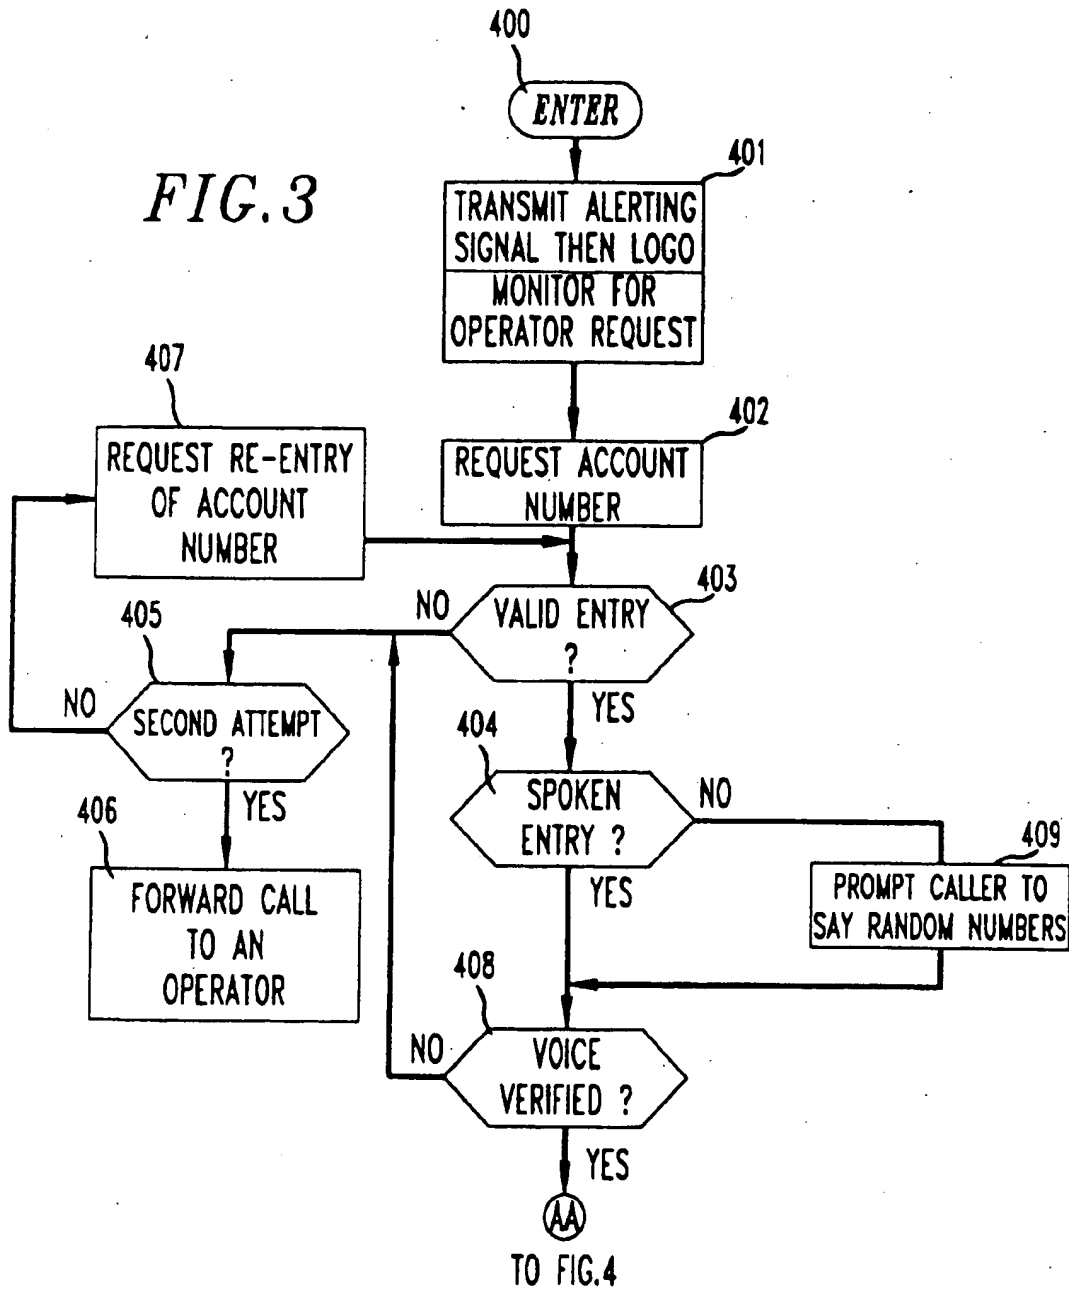 400
ENTER
401
FIG.3
TRANSMIT ALERTING
SIGNAL THEN LOGO
MONITOR FOR
OPERATOR REQUEST
407
REQUEST RE-ENTRY
OF ACCOUNT
NUMBER
402
REQUEST ACCOUNT
NUMBER
403
VALID ENTRY
?
NO
YES
405
SECOND ATTEMPT
?
NO
YES
406
FORWARD CALL
TO AN
OPERATOR
404
SPOKEN
ENTRY ?
NO
YES
409
PROMPT CALLER TO
SAY RANDOM NUMBERS
408
VOICE
VERIFIED ?
NO
YES
AA
TO FIG.4